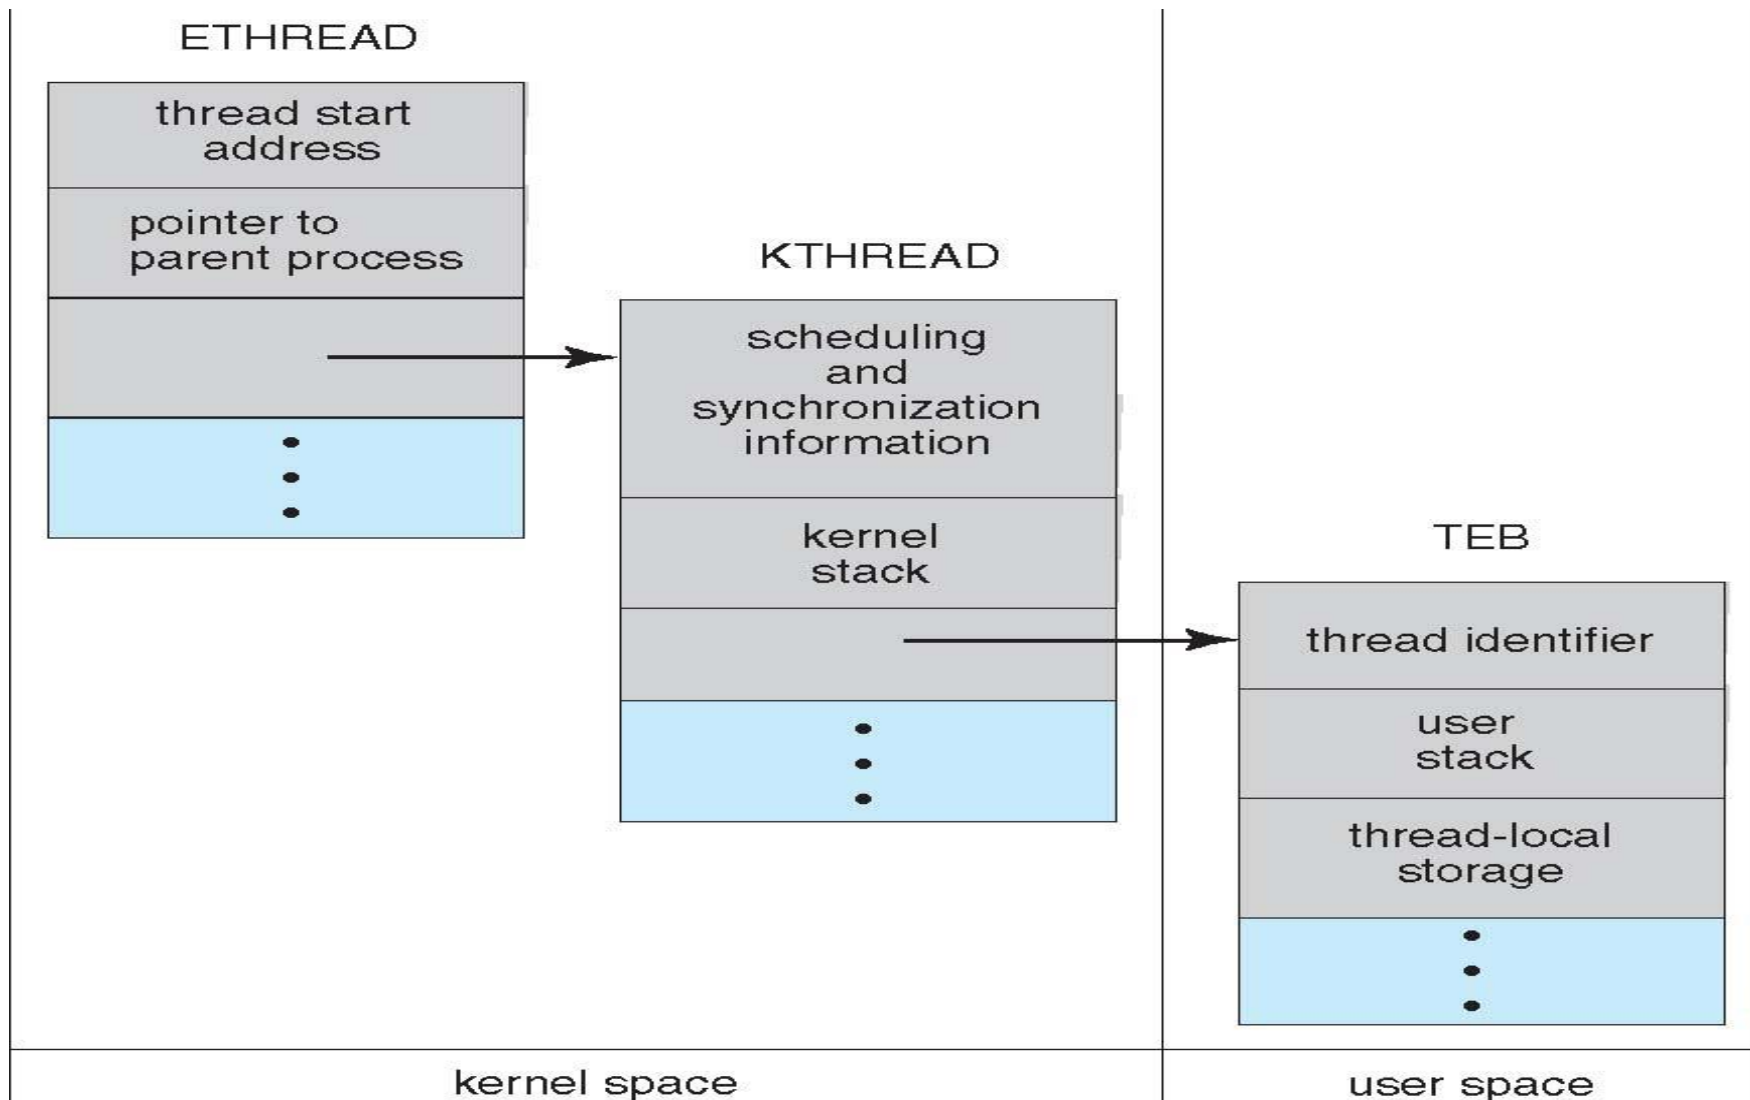 ETHREAD
thread start
address
pointer to
parent process
KTHREAD
scheduling
and
synchronization
information
kernel
stack
TEB
thread identifier
user
stack
thread-local
storage
kernel space
user space